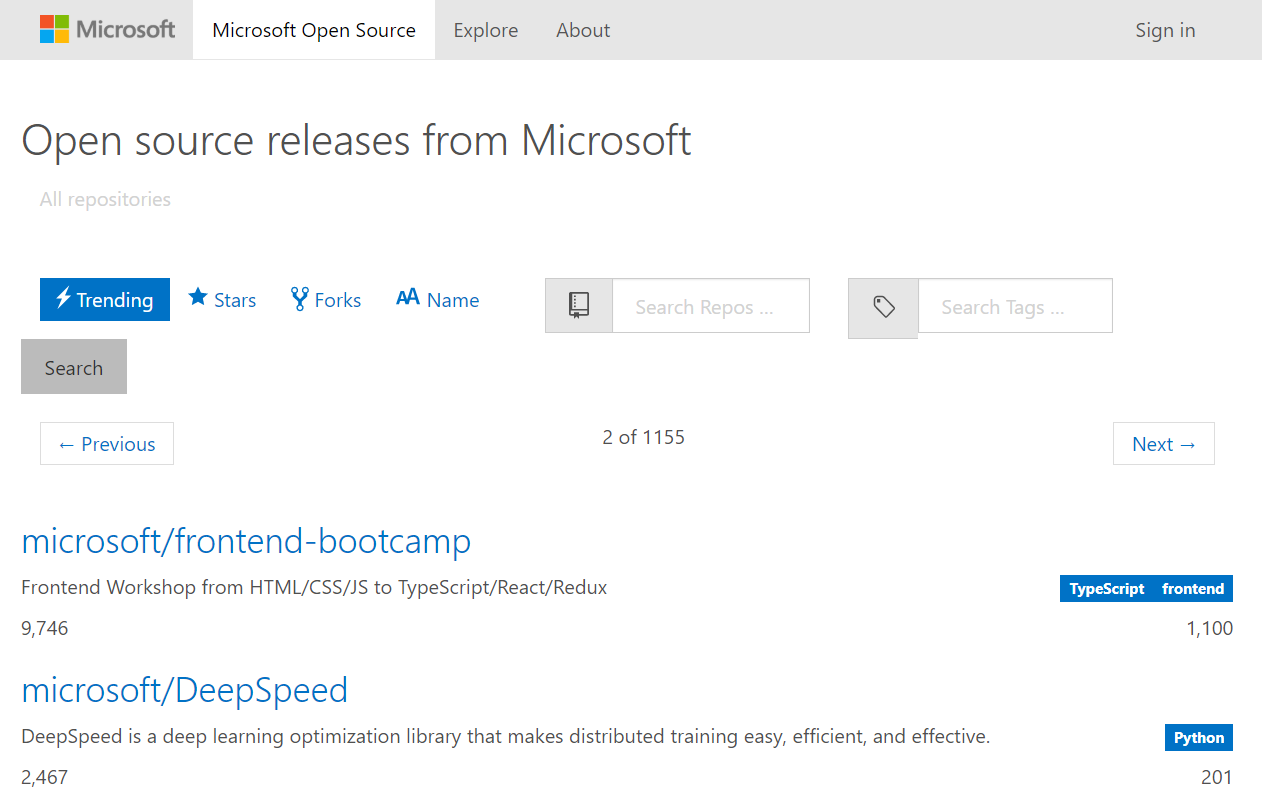 Microsoft Microsoft Open Source Explore About Sign in
Open source releases from Microsoft
All repositories
Trending Stars Forks AA Name Search Repos ... Search Tags ...
Search
← Previous 2 of 1155 Next →
microsoft/frontend-bootcamp
Frontend Workshop from HTML/CSS/JS to TypeScript/React/Redux TypeScript frontend
9,746 1,100
microsoft/DeepSpeed
DeepSpeed is a deep learning optimization library that makes distributed training easy, efficient, and effective. Python
2,467 201